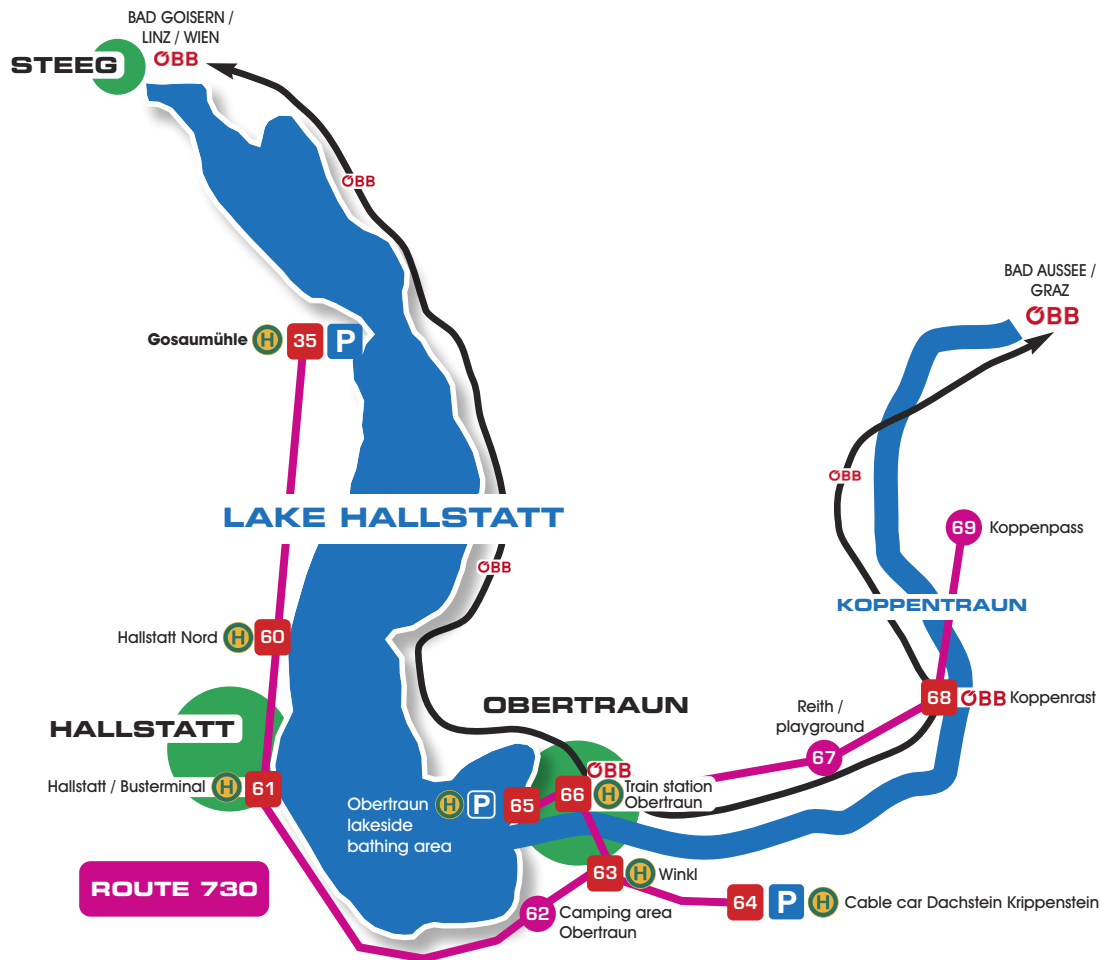 BAD GOISERN /
LINZ / WIEN
STEEG
ÖBB
ÖBB
BAD AUSSEE /
GRAZ
ÖBB
Gosaumühle H 35 P
ÖBB
LAKE HALLSTATT
69 Koppenpass
ÖBB
KOPPENTRAUN
Hallstatt Nord H 60
HALLSTATT
OBERTRAUN
68 ÖBB Koppenrast
Reith /
playground
67
Hallstatt / Busterminal H 61
ÖBB
66 H Train station
Obertraun
Obertraun H P 65
lakeside
bathing area
ROUTE 730
63 H Winkl
64 P H Cable car Dachstein Krippenstein
62 Camping area
Obertraun